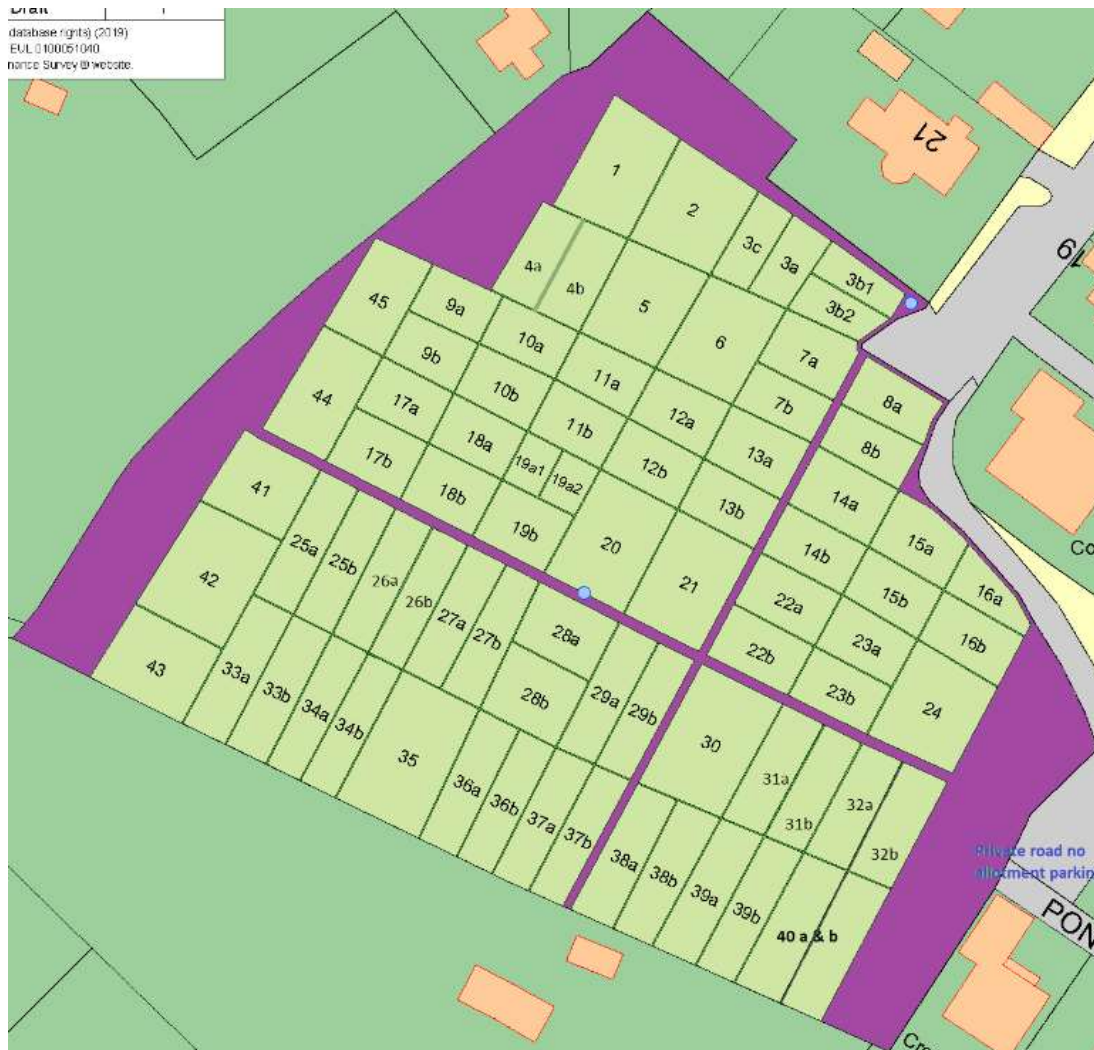 Draft
database rights) (2019)
EUL 0100051040
nance Survey ® website.
21
19
1
2
3c
3a
3b1
3b2
4a
4b
5
6
7a
7b
8a
8b
45
9a
10a
11a
12a
13a
44
9b
10b
11b
12b
13b
17a
18a
19a1
19a2
20
21
17b
18b
19b
14a
15a
16a
14b
15b
16b
22a
23a
22b
23b
24
41
25a
25b
26a
26b
27a
27b
28a
28b
29a
29b
42
43
33a
33b
34a
34b
35
36a
36b
37a
37b
30
31a
31b
32a
32b
38a
38b
39a
39b
40 a & b
Private road no
allotment parkin
PON
Co
Cro